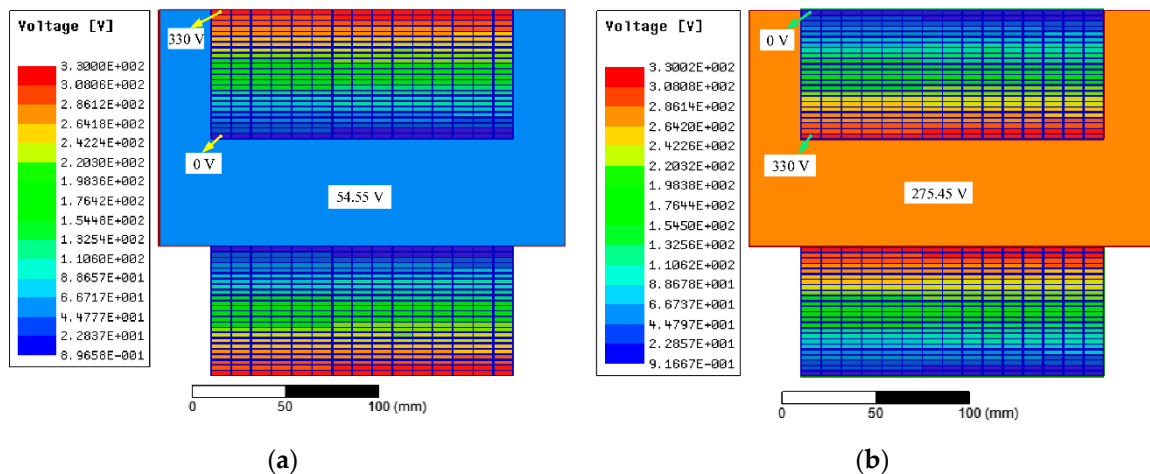 Voltage [V]
3.3000E+002
3.0806E+002
2.8612E+002
2.6418E+002
2.4224E+002
2.2030E+002
1.9836E+002
1.7642E+002
1.5448E+002
1.3254E+002
1.1060E+002
8.8657E+001
6.6717E+001
4.4777E+001
2.2837E+001
8.9658E-001
330 V
0 V
54.55 V
0 50 100 (mm)
(a)
Voltage [V]
3.3002E+002
3.0808E+002
2.8614E+002
2.6420E+002
2.4226E+002
2.2032E+002
1.9838E+002
1.7644E+002
1.5450E+002
1.3256E+002
1.1062E+002
8.8678E+001
6.6737E+001
4.4797E+001
2.2857E+001
9.1667E-001
0 V
330 V
275.45 V
0 50 100 (mm)
(b)